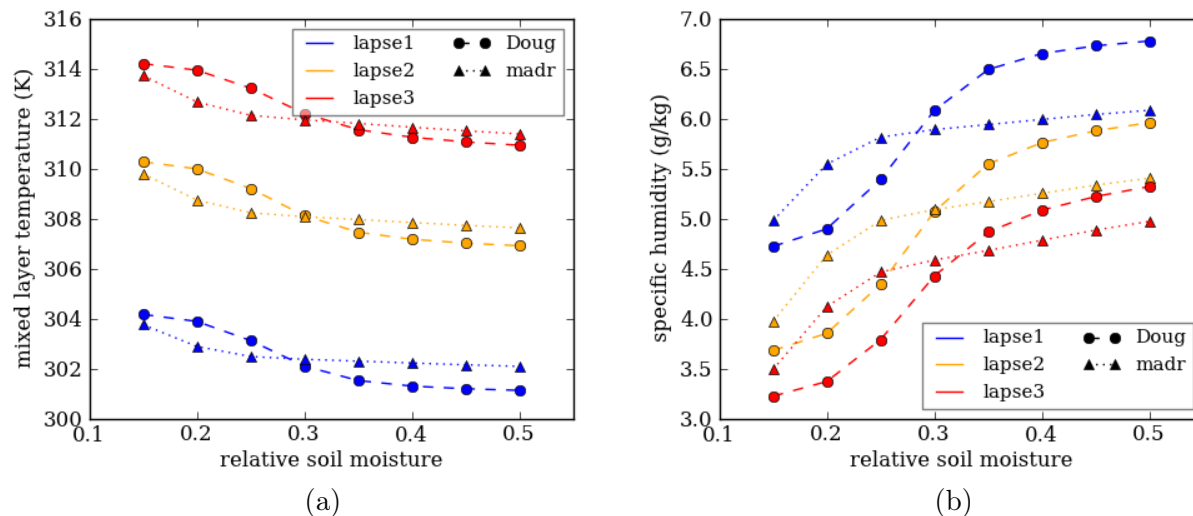 316
314
312
310
308
306
304
302
300
mixed layer temperature (K)
lapse1
lapse2
lapse3
Doug
madr
0.1 0.2 0.3 0.4 0.5
relative soil moisture
(a)
7.0
6.5
6.0
5.5
5.0
4.5
4.0
3.5
3.0
specific humidity (g/kg)
lapse1
lapse2
lapse3
Doug
madr
0.1 0.2 0.3 0.4 0.5
relative soil moisture
(b)